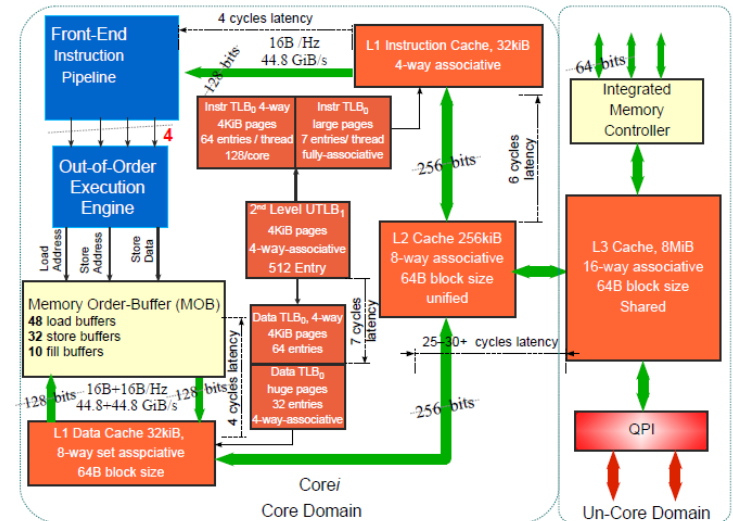 Front-End
Instruction
Pipeline
4 cycles latency
16B /Hz
44.8 GiB/s
128 bits
L1 Instruction Cache, 32kiB
4-way associative
64 bits
Integrated
Memory
Controller
4
Instr TLB0 4-way
4KiB pages
64 entries / thread
128/core
Instr TLB0
large pages
7 entries/ thread
fully-associative
256 bits
6 cycles
latency
Out-of-Order
Execution
Engine
Load
Address
Store
Address
Store
Data
2nd Level UTLB1
4KiB pages
4-way-associative
512 Entry
L2 Cache 256kiB
8-way associative
64B block size
unified
L3 Cache, 8MiB
16-way associative
64B block size
Shared
Memory Order-Buffer (MOB)
48 load buffers
32 store buffers
10 fill buffers
4 cycles latency
Data TLB0, 4-way
4KiB pages
64 entries
7 cycles
latency
Data TLB0
huge pages
32 entries
4-way-associative
25–30+ cycles latency
128 bits
16B+16B/Hz
44.8+44.8 GiB/s
128 bits
256 bits
L1 Data Cache 32kiB,
8-way set asspciative
64B block size
QPI
Corei
Core Domain
Un-Core Domain